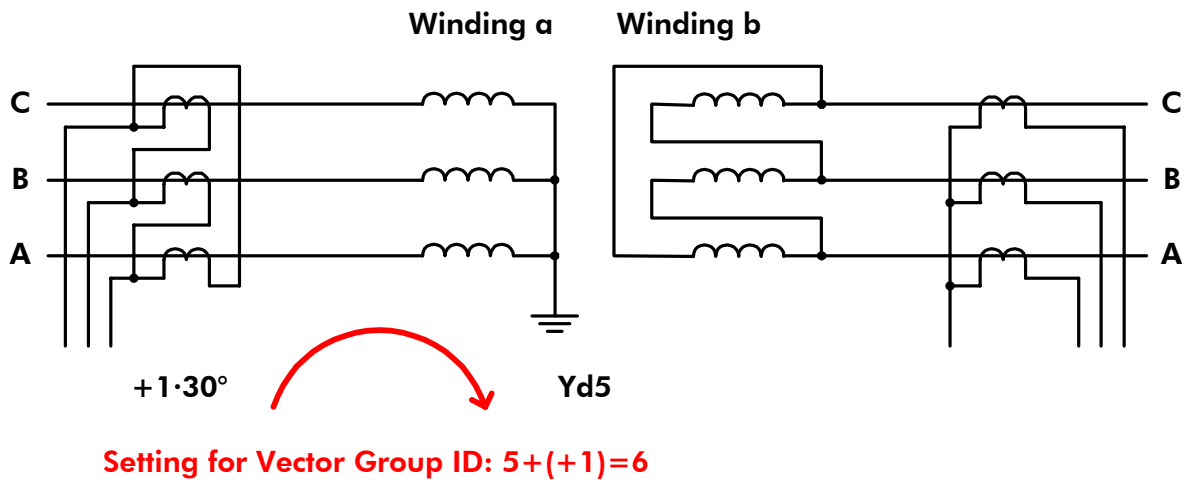 Winding a Winding b
C C
B B
A A
+1·30° Yd5
Setting for Vector Group ID: 5+(+1)=6